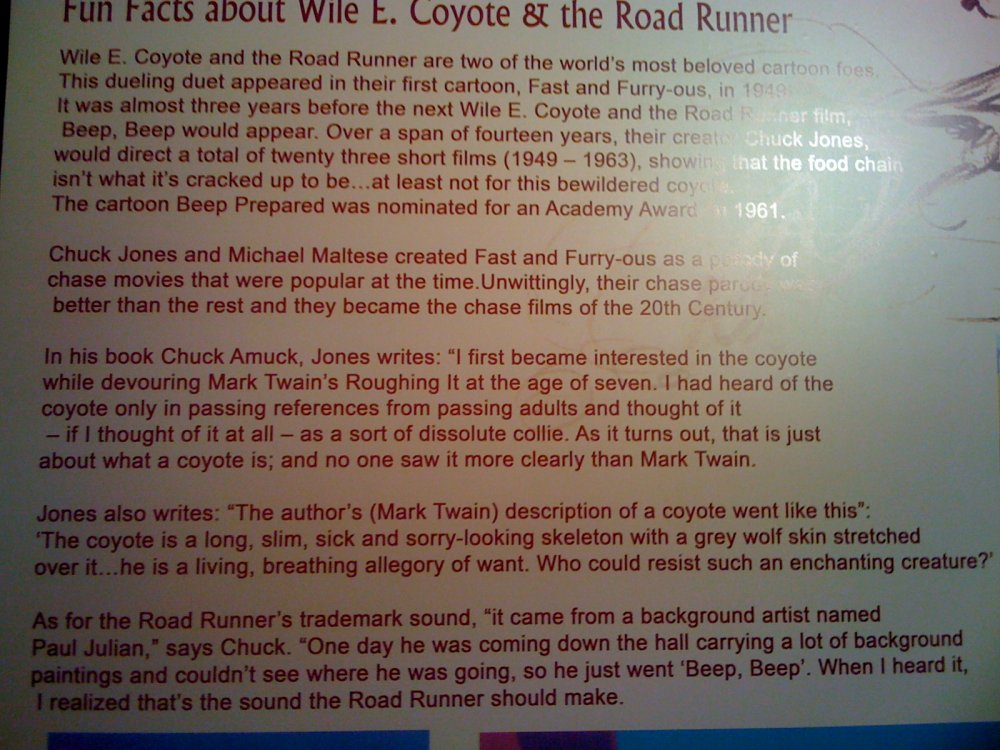 Fun Facts about Wile E. Coyote & the Road Runner
Wile E. Coyote and the Road Runner are two of the world's most beloved cartoon foes.
This dueling duet appeared in their first cartoon, Fast and Furry-ous, in 1949.
It was almost three years before the next Wile E. Coyote and the Road Runner film,
Beep, Beep would appear. Over a span of fourteen years, their creator Chuck Jones,
would direct a total of twenty three short films (1949 – 1963), showing that the food chain
isn't what it's cracked up to be...at least not for this bewildered coyote.
The cartoon Beep Prepared was nominated for an Academy Award in 1961.
Chuck Jones and Michael Maltese created Fast and Furry-ous as a parody of
chase movies that were popular at the time.Unwittingly, their chase parody was
better than the rest and they became the chase films of the 20th Century.
In his book Chuck Amuck, Jones writes: “I first became interested in the coyote
while devouring Mark Twain's Roughing It at the age of seven. I had heard of the
coyote only in passing references from passing adults and thought of it
– if I thought of it at all – as a sort of dissolute collie. As it turns out, that is just
about what a coyote is; and no one saw it more clearly than Mark Twain.
Jones also writes: “The author's (Mark Twain) description of a coyote went like this”:
‘The coyote is a long, slim, sick and sorry-looking skeleton with a grey wolf skin stretched
over it...he is a living, breathing allegory of want. Who could resist such an enchanting creature?’
As for the Road Runner's trademark sound, “it came from a background artist named
Paul Julian,” says Chuck. “One day he was coming down the hall carrying a lot of background
paintings and couldn't see where he was going, so he just went ‘Beep, Beep’. When I heard it,
I realized that's the sound the Road Runner should make.